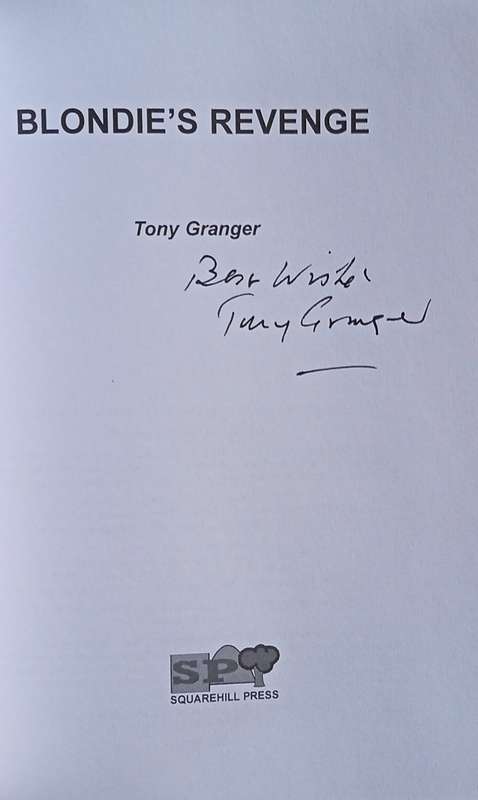 BLONDIE'S REVENGE
Tony Granger
Best Wishes
Tony Granger
SP
SQUAREHILL PRESS